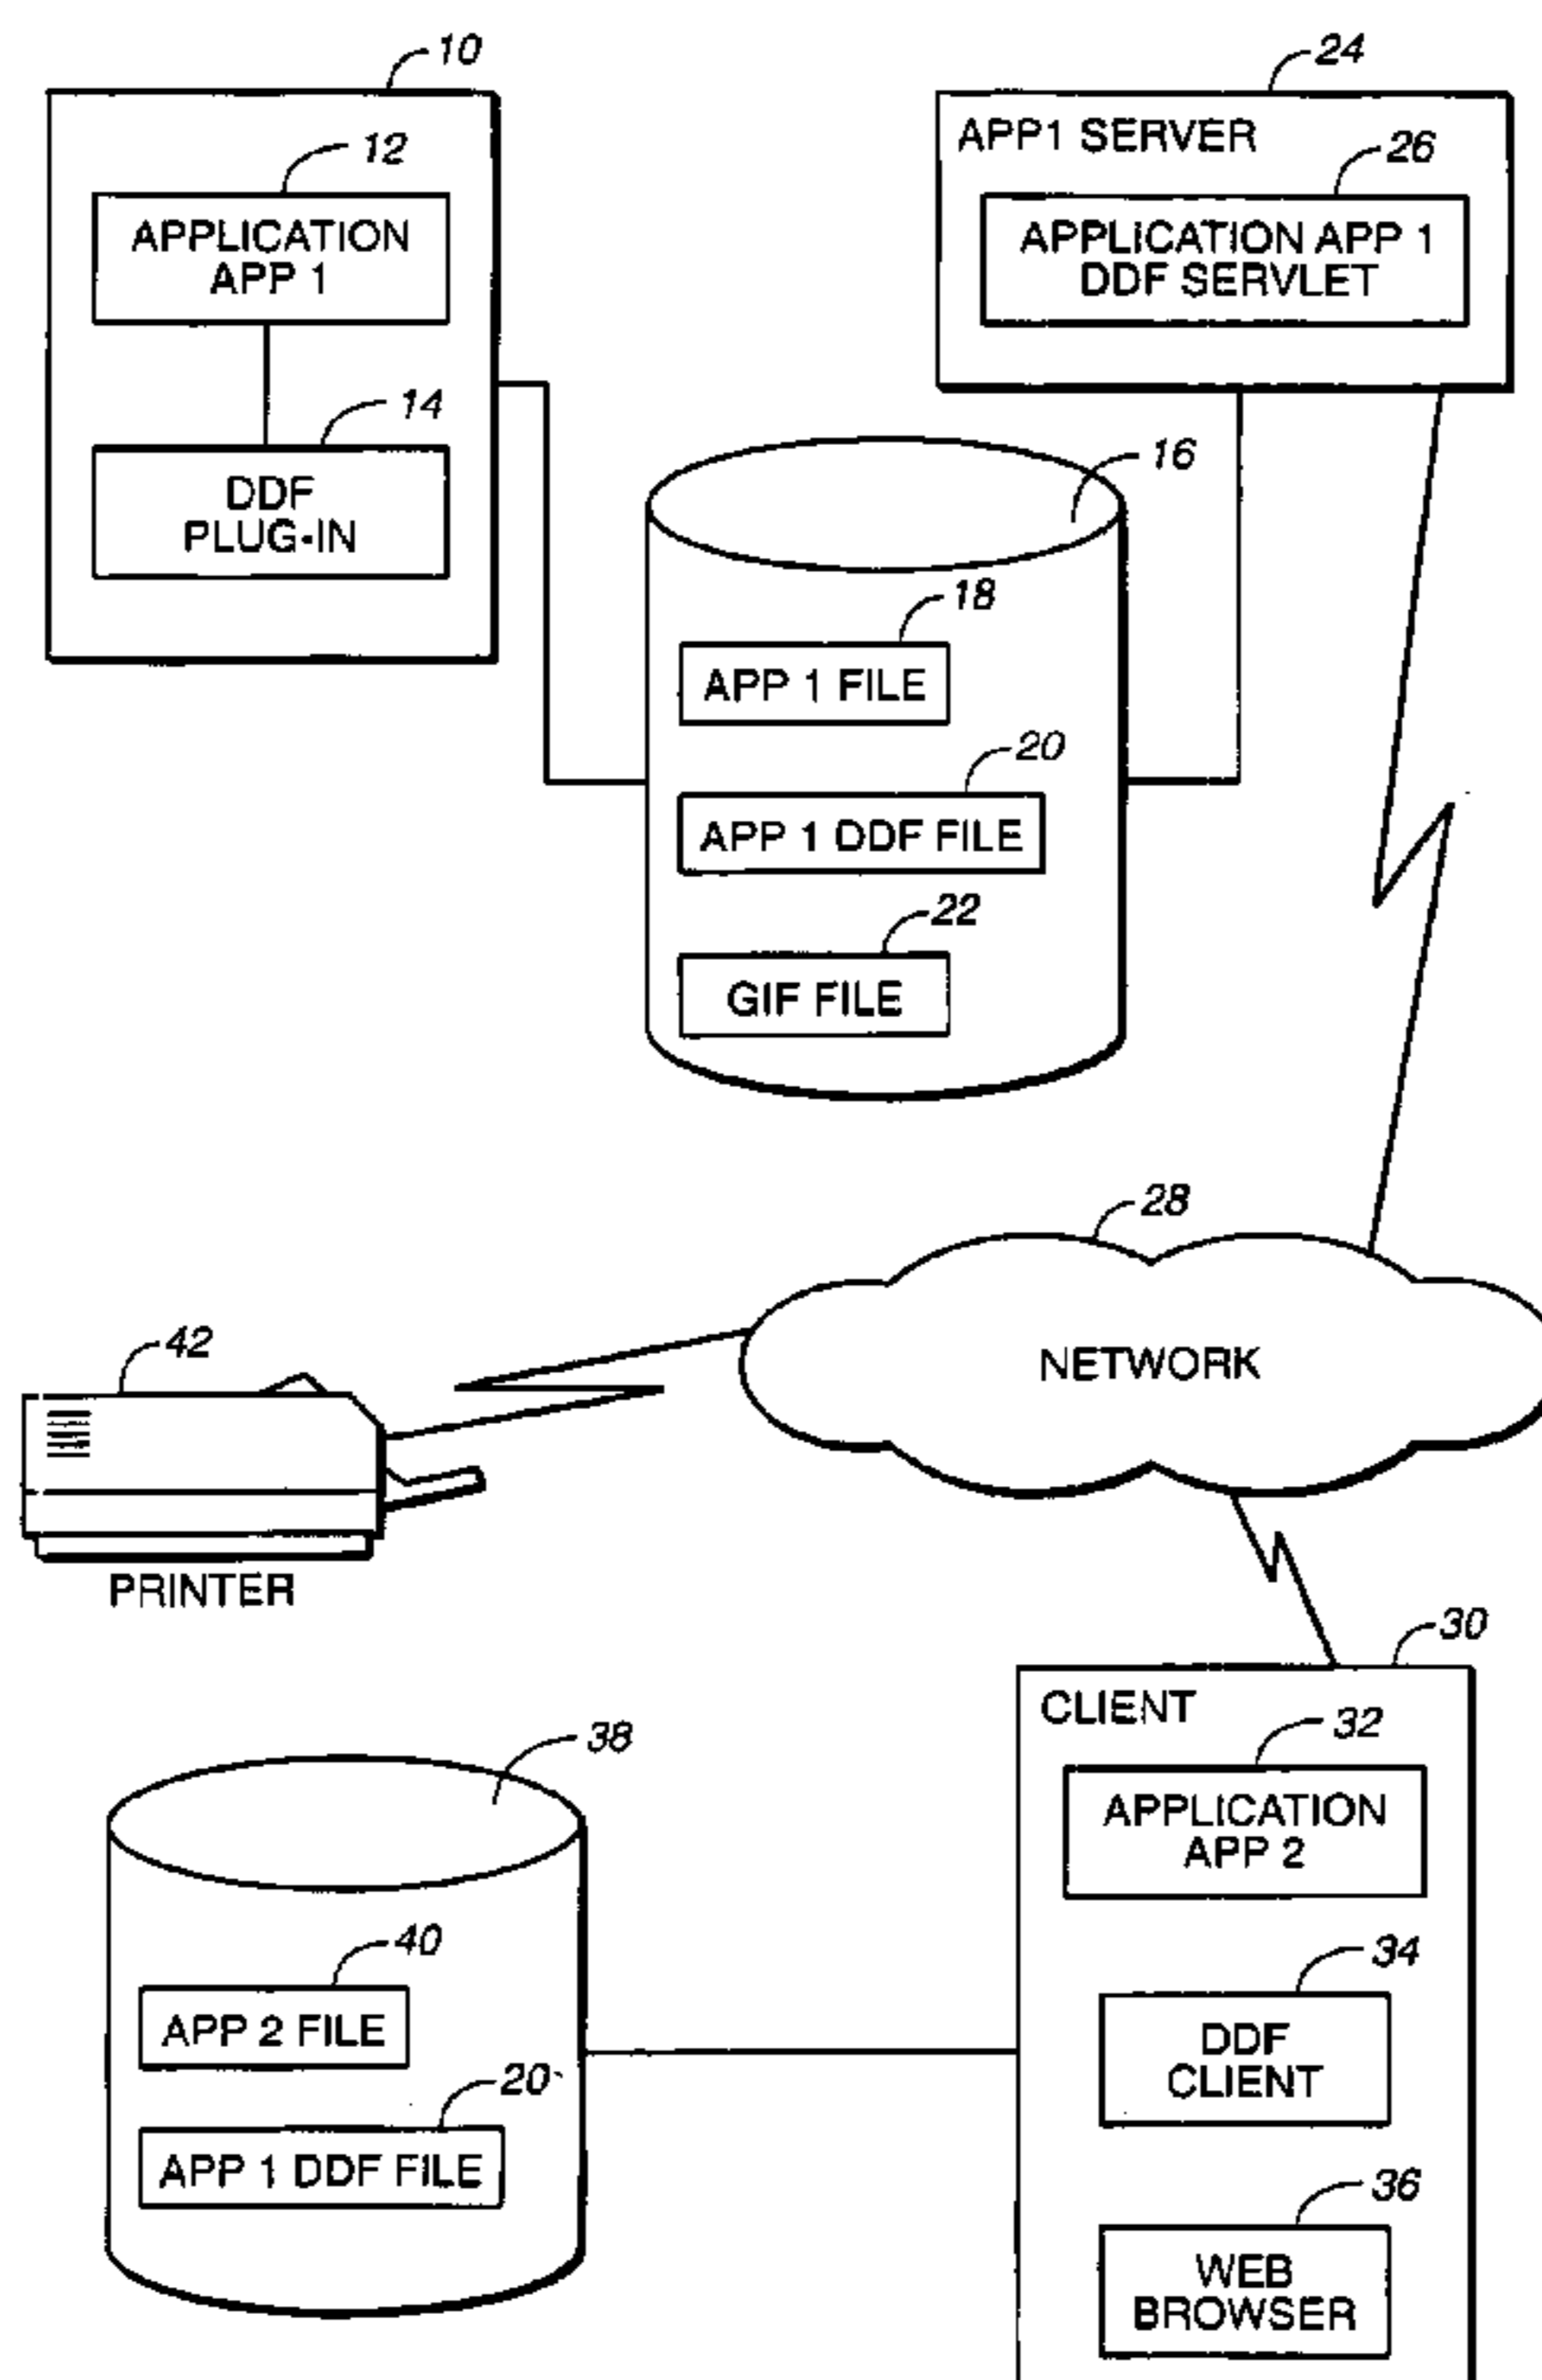 10
24
12
APP1 SERVER
26
APPLICATION
APP 1
APPLICATION APP 1
DDF SERVLET
14
DDF
PLUG-IN
16
18
APP 1 FILE
20
APP 1 DDF FILE
22
GIF FILE
28
NETWORK
42
PRINTER
30
CLIENT
38
32
APPLICATION
APP 2
40
APP 2 FILE
34
DDF
CLIENT
20
APP 1 DDF FILE
36
WEB
BROWSER